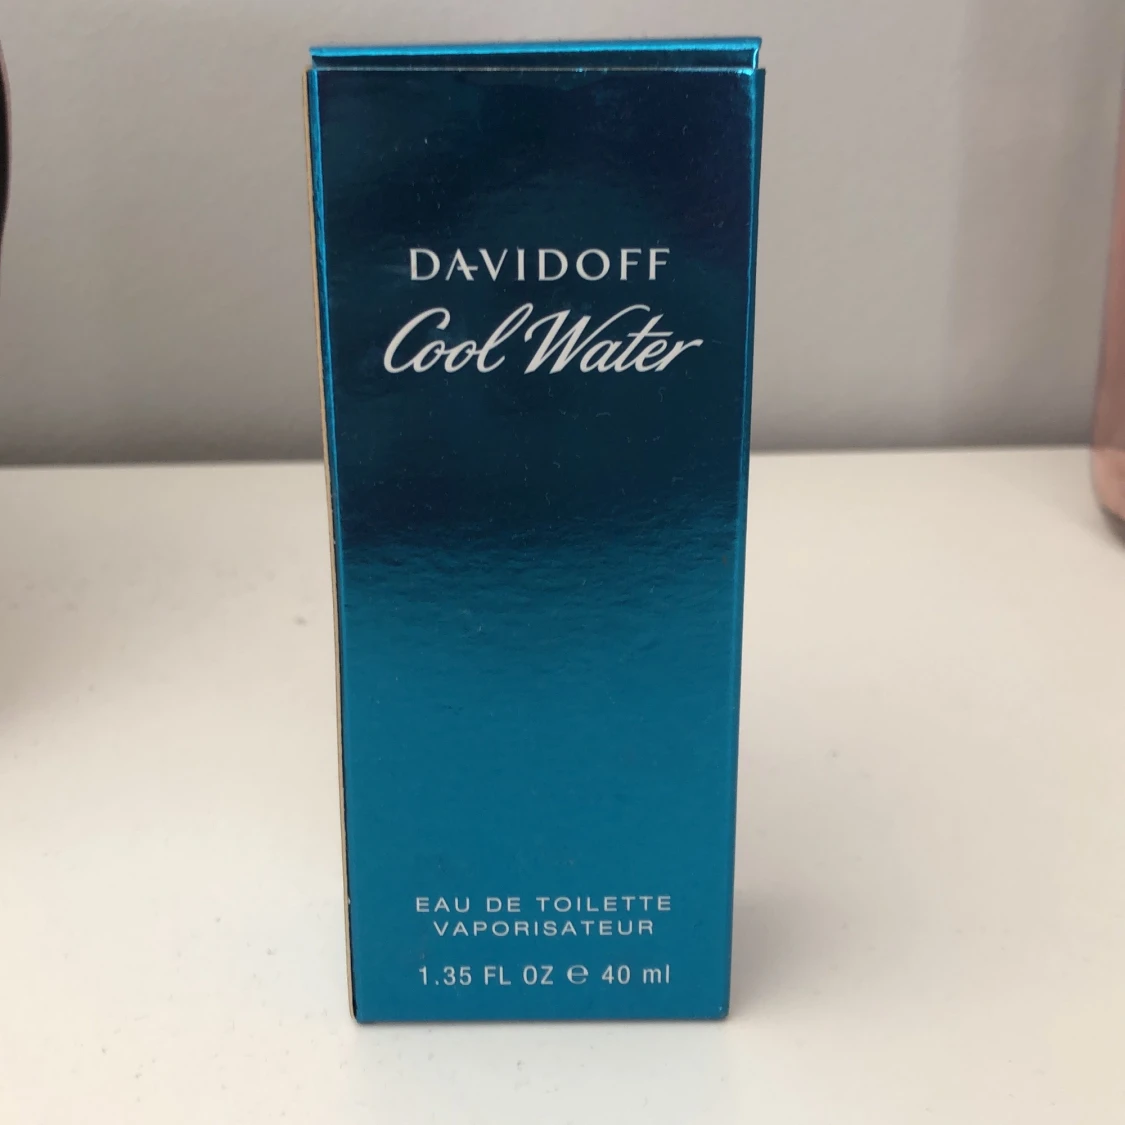 DAVIDOFF
Cool Water
EAU DE TOILETTE
VAPORISATEUR
1.35 FL OZ ℮ 40 ml